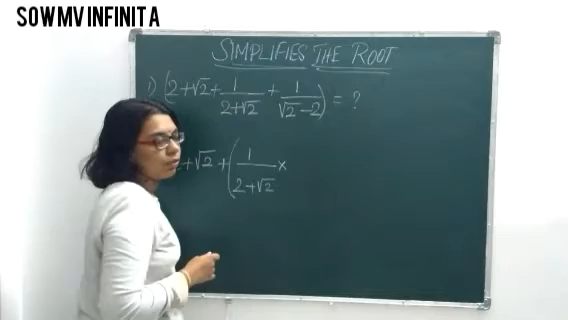 SOWMV INFINITA
SIMPLIFIES THE ROOT
1) (2+√2+1/(2+√2)+1/(√2-2)) = ?
+√2+(1/(2+√2)×